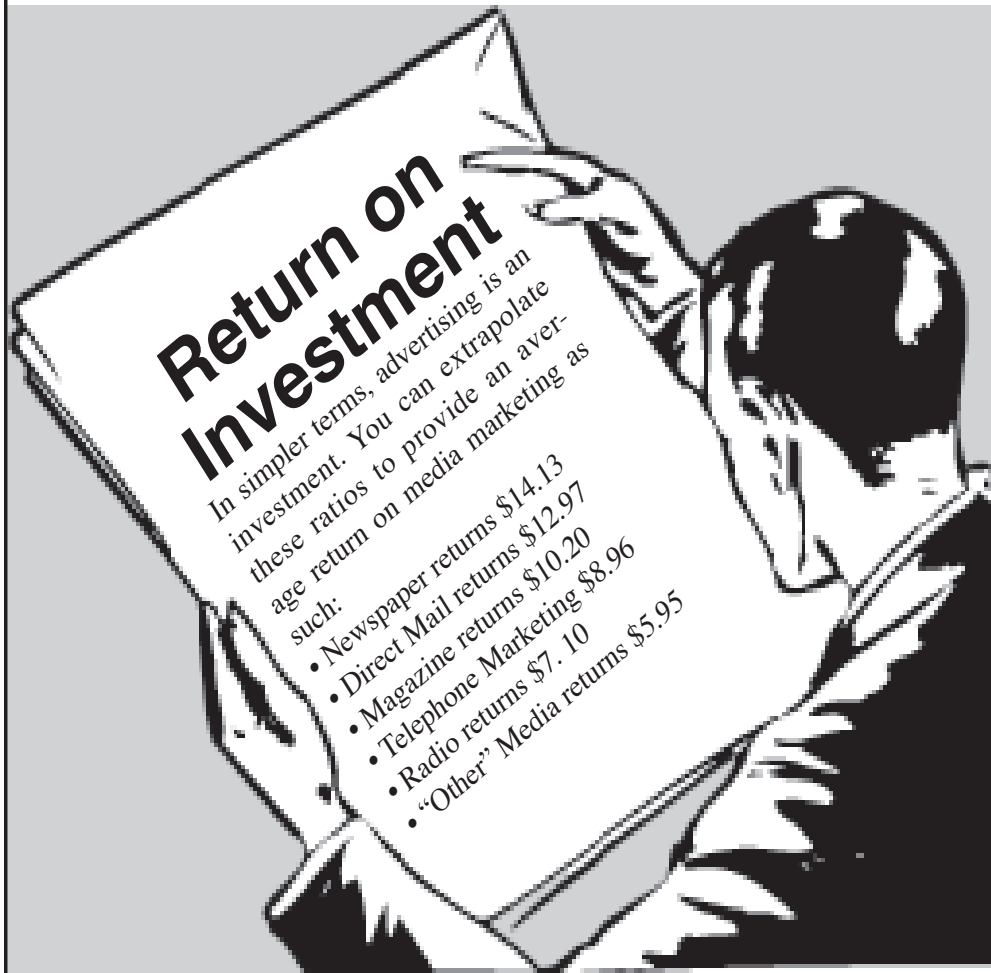 Return on
Investment
In simpler terms, advertising is an
investment. You can extrapolate
these ratios to provide an aver-
age return on media marketing as
such:
• Newspaper returns $14.13
• Direct Mail returns $12.97
• Magazine returns $10.20
• Telephone Marketing $8.96
• Radio returns $7. 10
• “Other” Media returns $5.95